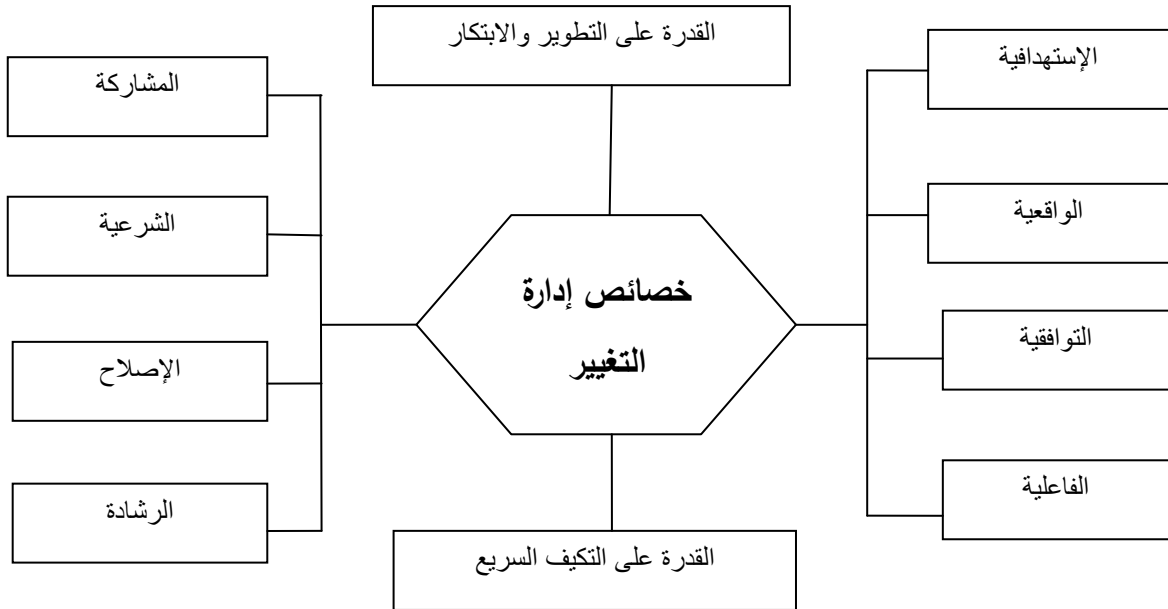 القدرة على التطوير والابتكار
الإستهدافية
المشاركة
الواقعية
الشرعية
خصائص إدارة
التغيير
التوافقية
الإصلاح
الفاعلية
الرشادة
القدرة على التكيف السريع